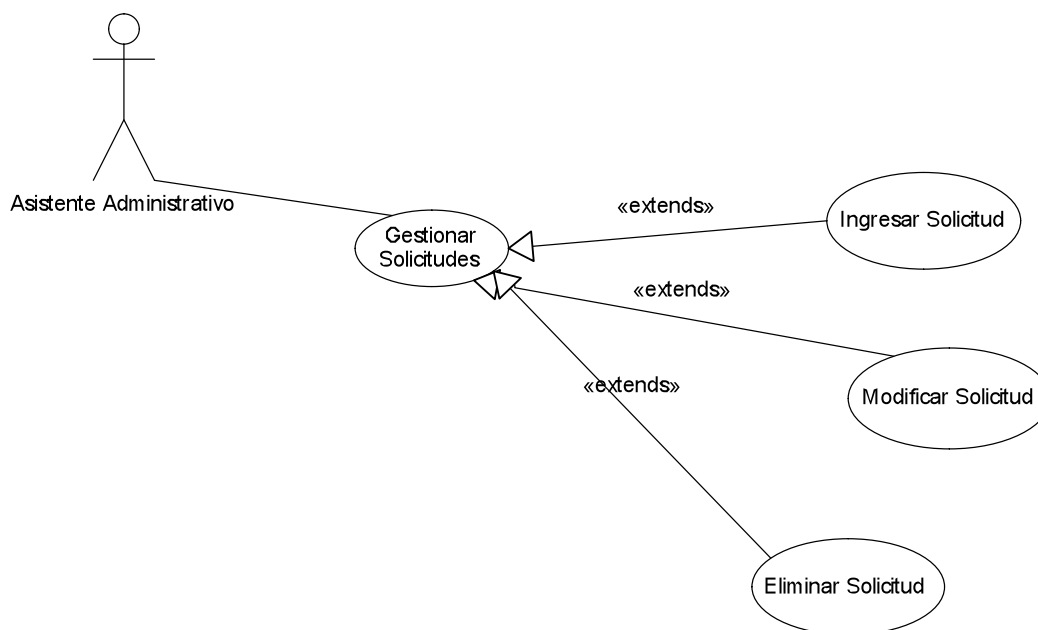 Asistente Administrativo
Gestionar
Solicitudes
«extends»
Ingresar Solicitud
«extends»
Modificar Solicitud
«extends»
Eliminar Solicitud